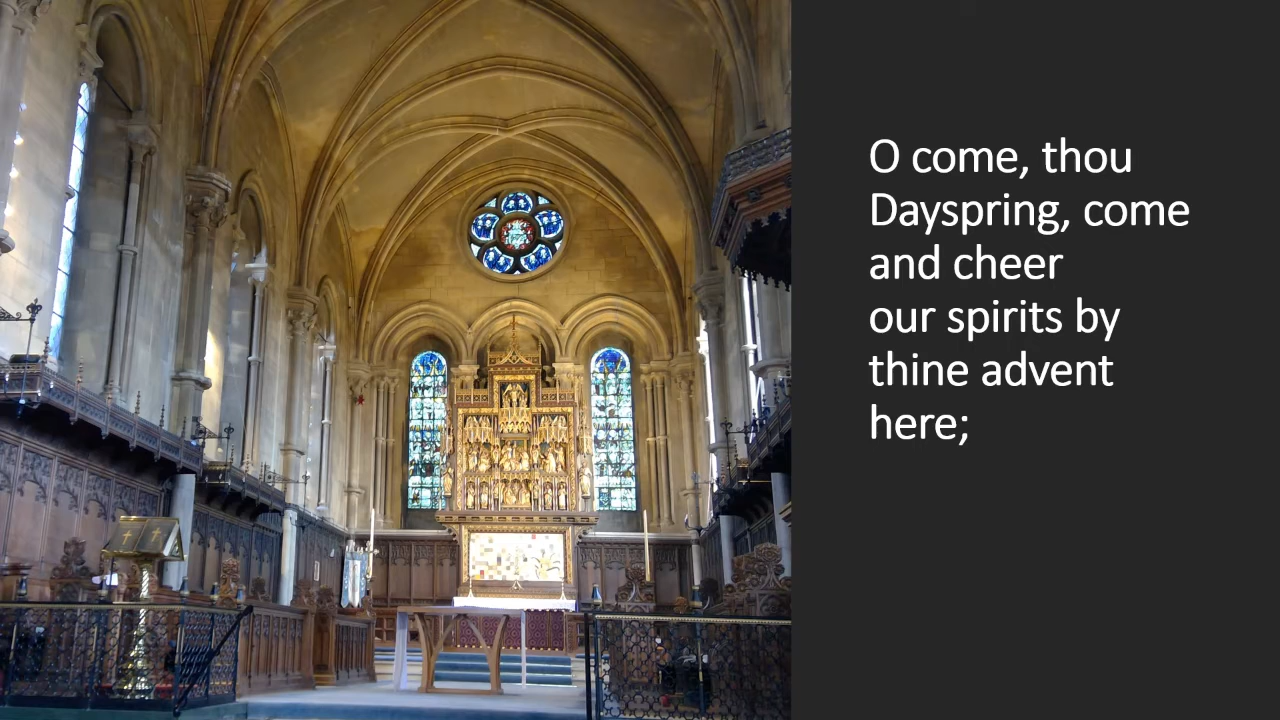 O come, thou
Dayspring, come
and cheer
our spirits by
thine advent
here;